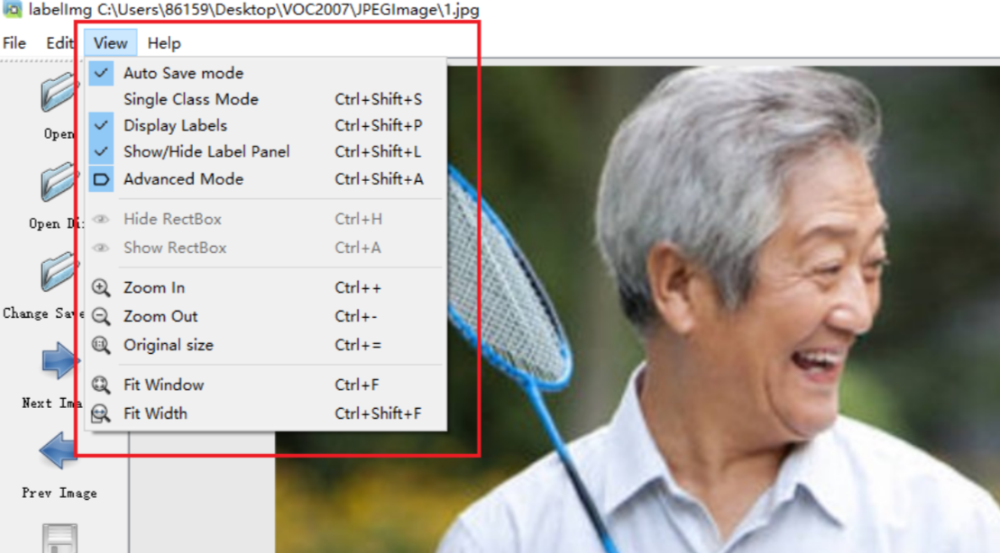 labelImg C:\Users\86159\Desktop\VOC2007\JPEGImage\1.jpg
File Edit View Help
Auto Save mode
Single Class Mode Ctrl+Shift+S
Display Labels Ctrl+Shift+P
Show/Hide Label Panel Ctrl+Shift+L
Advanced Mode Ctrl+Shift+A
Hide RectBox Ctrl+H
Show RectBox Ctrl+A
Zoom In Ctrl++
Zoom Out Ctrl+-
Original size Ctrl+=
Fit Window Ctrl+F
Fit Width Ctrl+Shift+F
Open
Open Di
Change Save
Next Ima
Prev Image